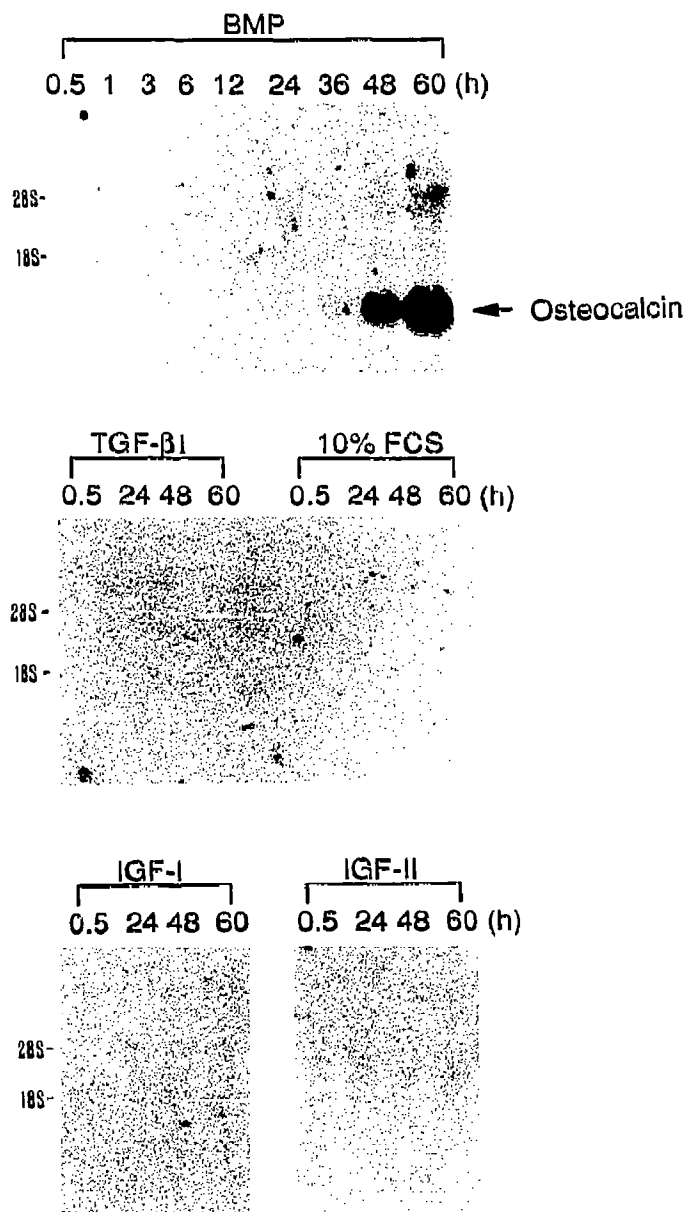 BMP
0.5 1 3 6 12 24 36 48 60 (h)
28S-
18S-
Osteocalcin
TGF-β1 10% FCS
0.5 24 48 60 0.5 24 48 60 (h)
28S-
18S-
IGF-I IGF-II
0.5 24 48 60 0.5 24 48 60 (h)
28S-
18S-